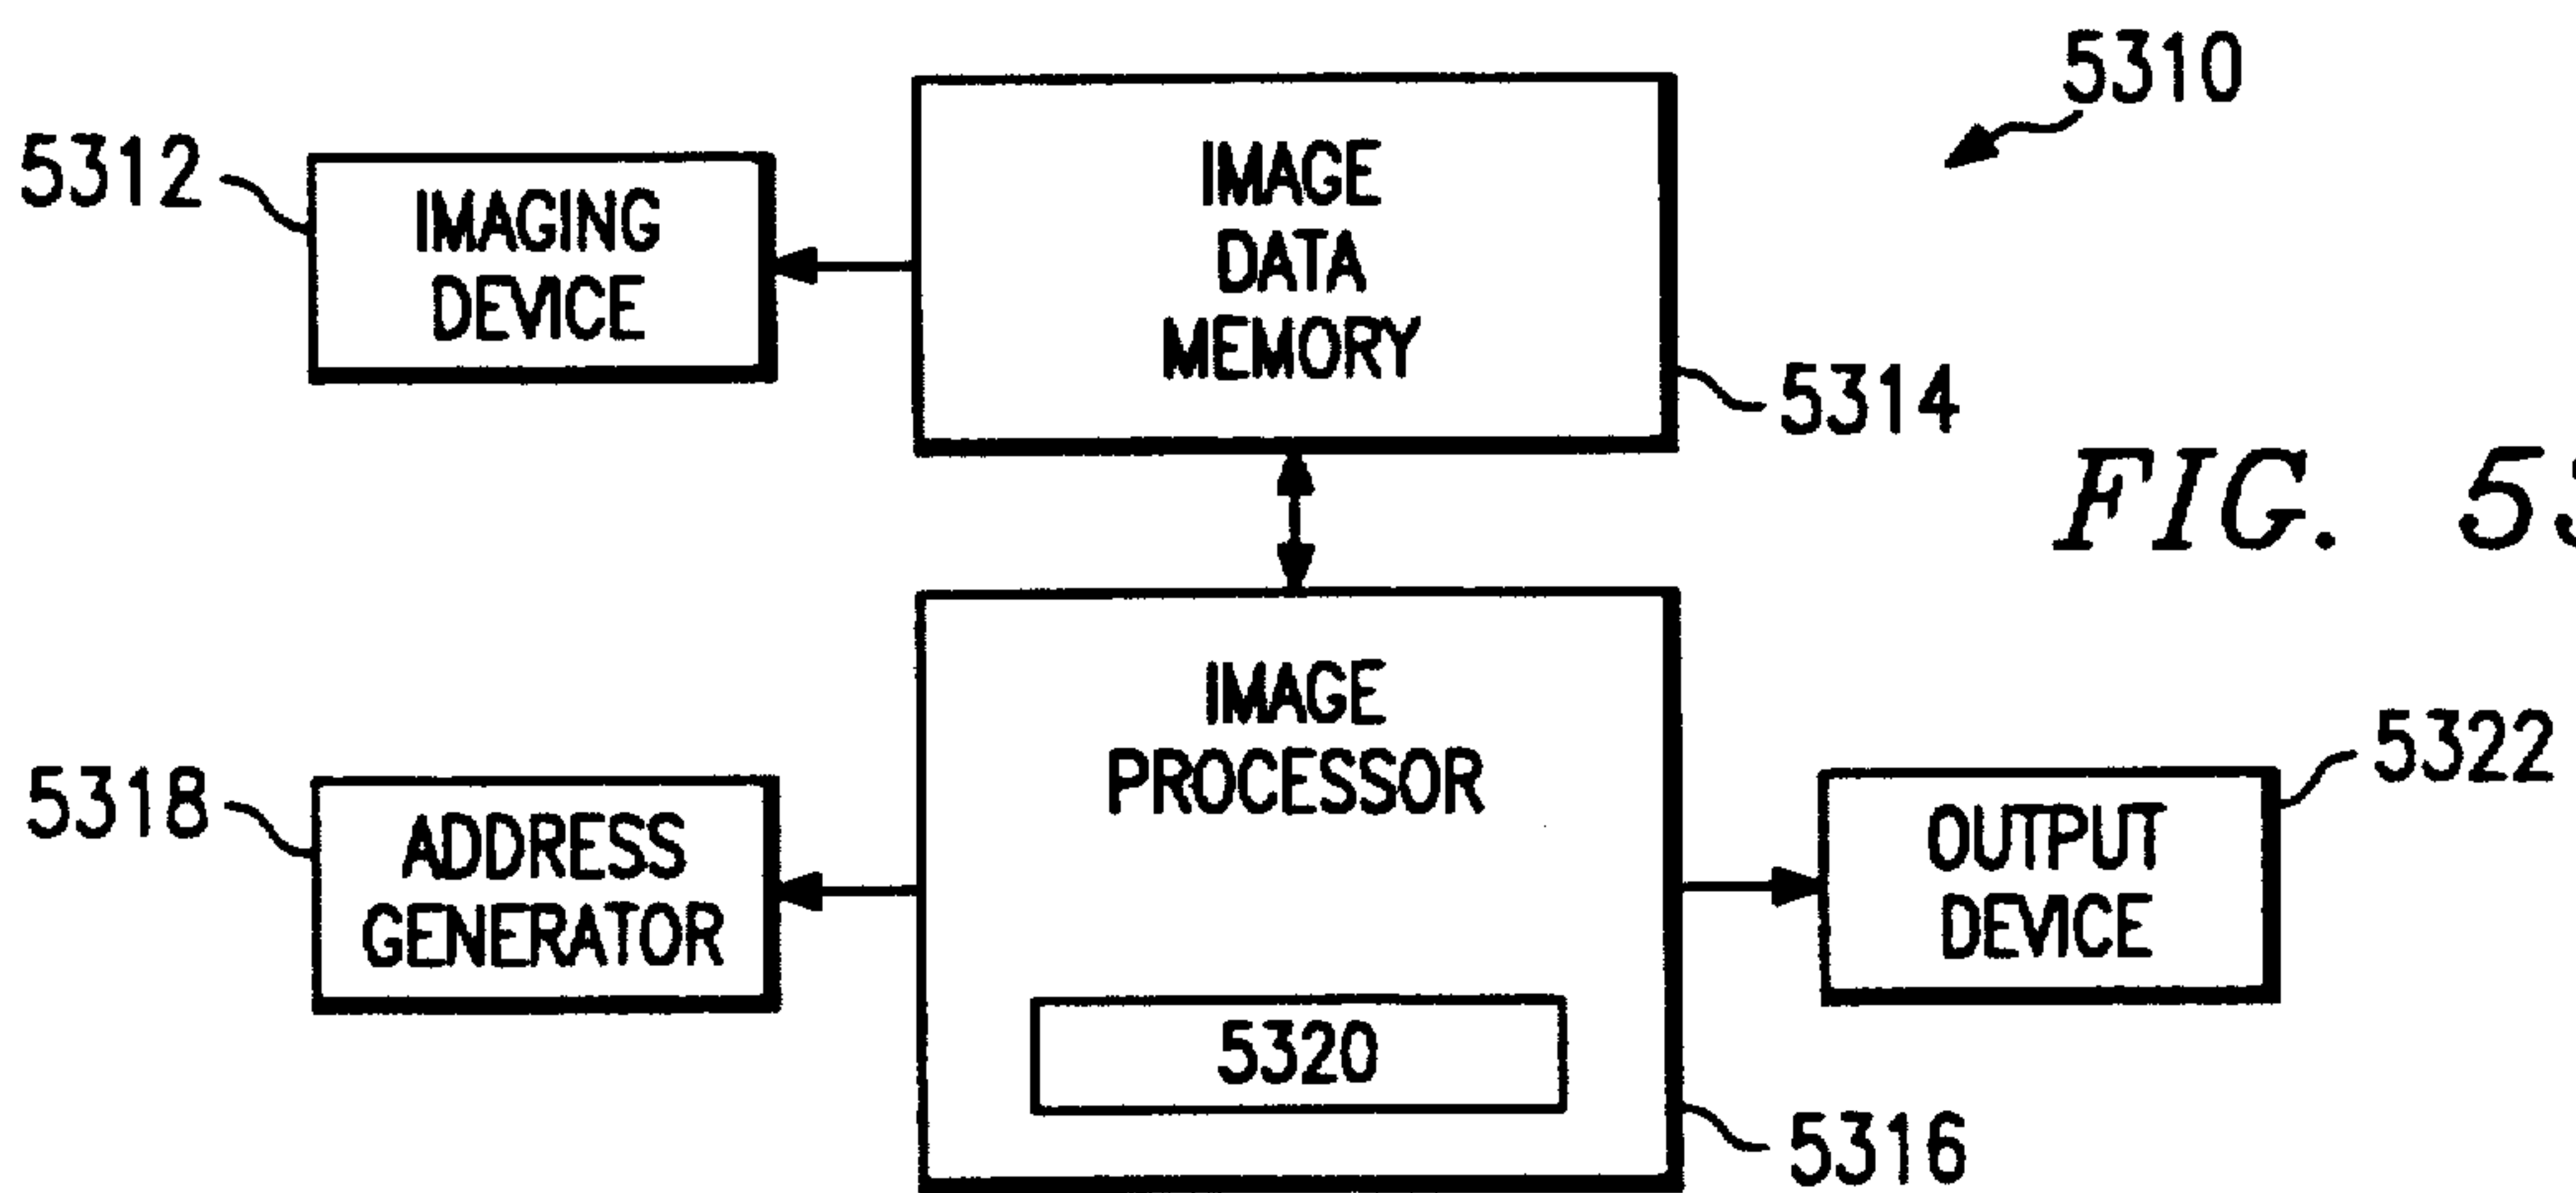 5310
5312
IMAGING
DEVICE
IMAGE
DATA
MEMORY
5314
FIG. 53
5318
ADDRESS
GENERATOR
IMAGE
PROCESSOR
5320
5316
OUTPUT
DEVICE
5322